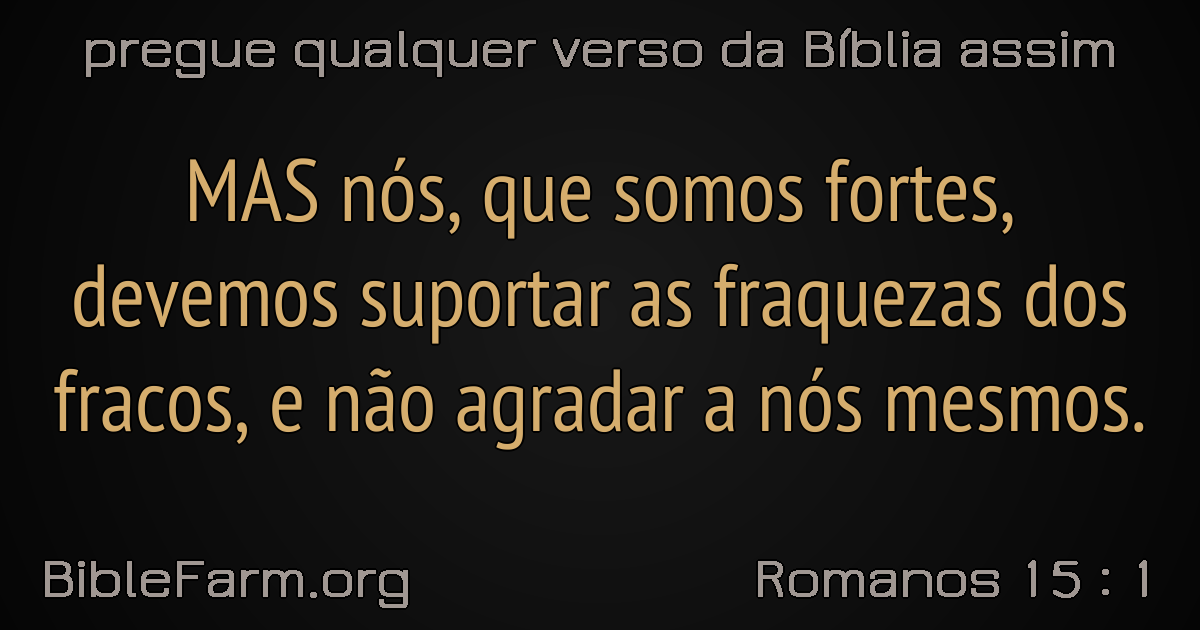 pregue qualquer verso da Bíblia assim
MAS nós, que somos fortes,
devemos suportar as fraquezas dos
fracos, e não agradar a nós mesmos.
BibleFarm.org
Romanos 15 : 1